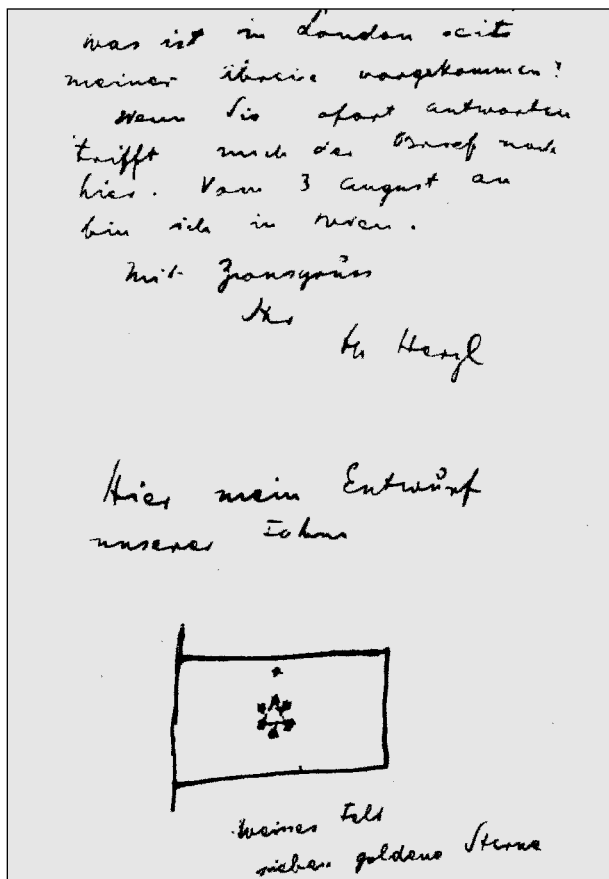 was ist in London seit
meiner Abreise vorgekommen?
Wenn Sie sofort antworten
trifft mich der Brief noch
hier. Vom 3 August an
bin ich in Wien.
Mit Zionsgruss
Ihr
Th Herzl
Hier mein Entwurf
unserer Fahne
weisses Feld
sieben goldene Sterne